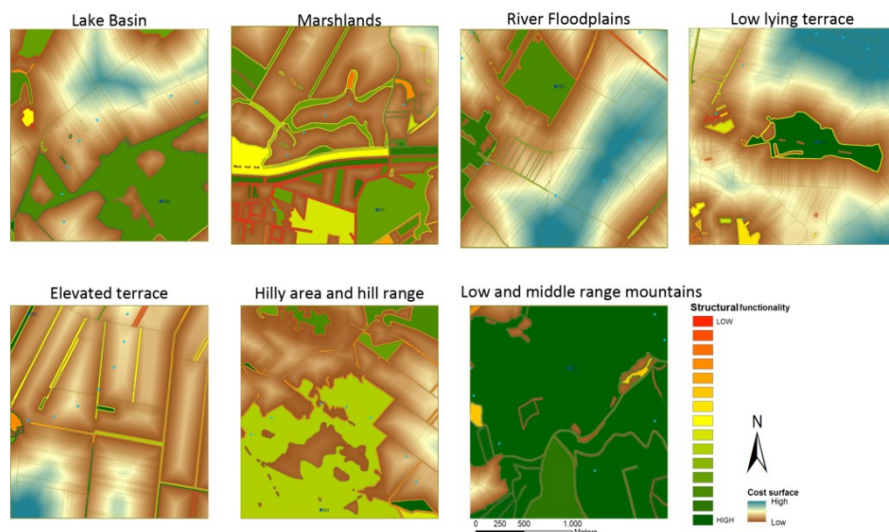 Lake Basin
Marshlands
River Floodplains
Low lying terrace
Elevated terrace
Hilly area and hill range
Low and middle range mountains
Structural functionality
LOW
HIGH
N
Cost surface
High
Low
0 250 500 1.000
Meters